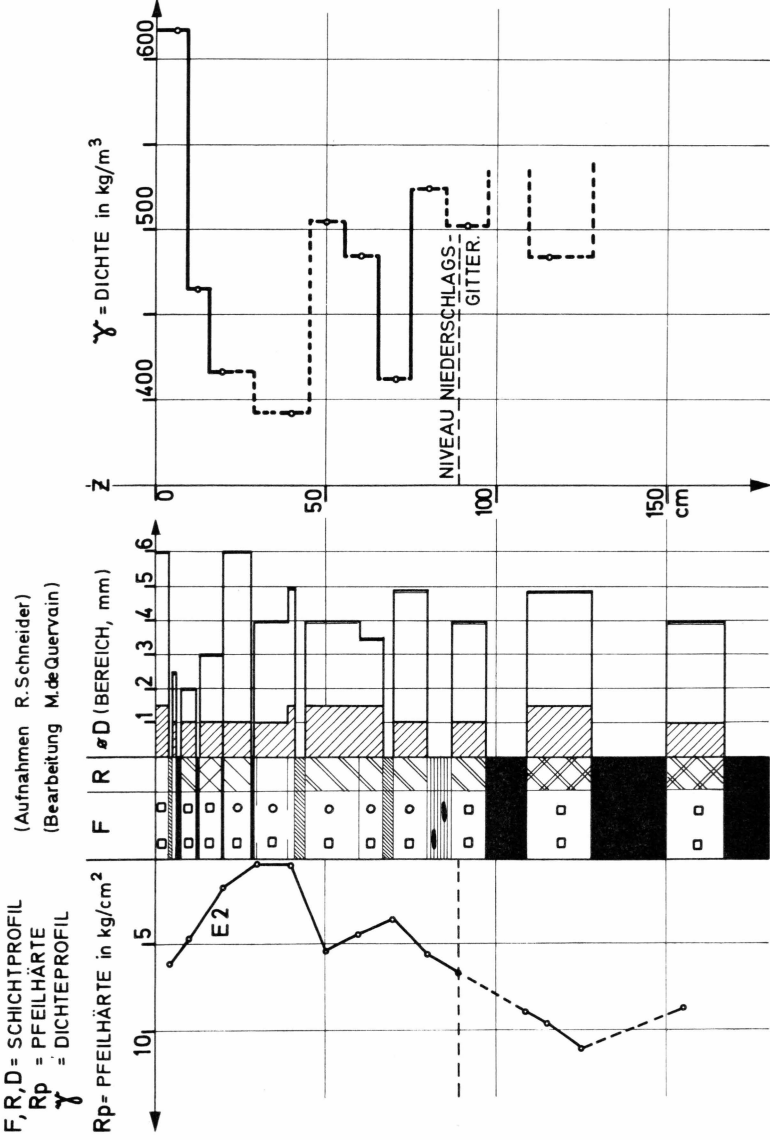 F, R, D = SCHICHTPROFIL
Rp = PFEILHÄRTE
γ = DICHTEPROFIL
(Aufnahmen R. Schneider)
(Bearbeitung M. de Quervain)
Rp = PFEILHÄRTE in kg/cm²
F
R
⌀ D (BEREICH, mm)
γ = DICHTE in kg/m³
10
5
1
2
3
4
5
6
Z
400
500
600
E2
0
50
100
150
cm
NIVEAU NIEDERSCHLAGS-
GITTER.